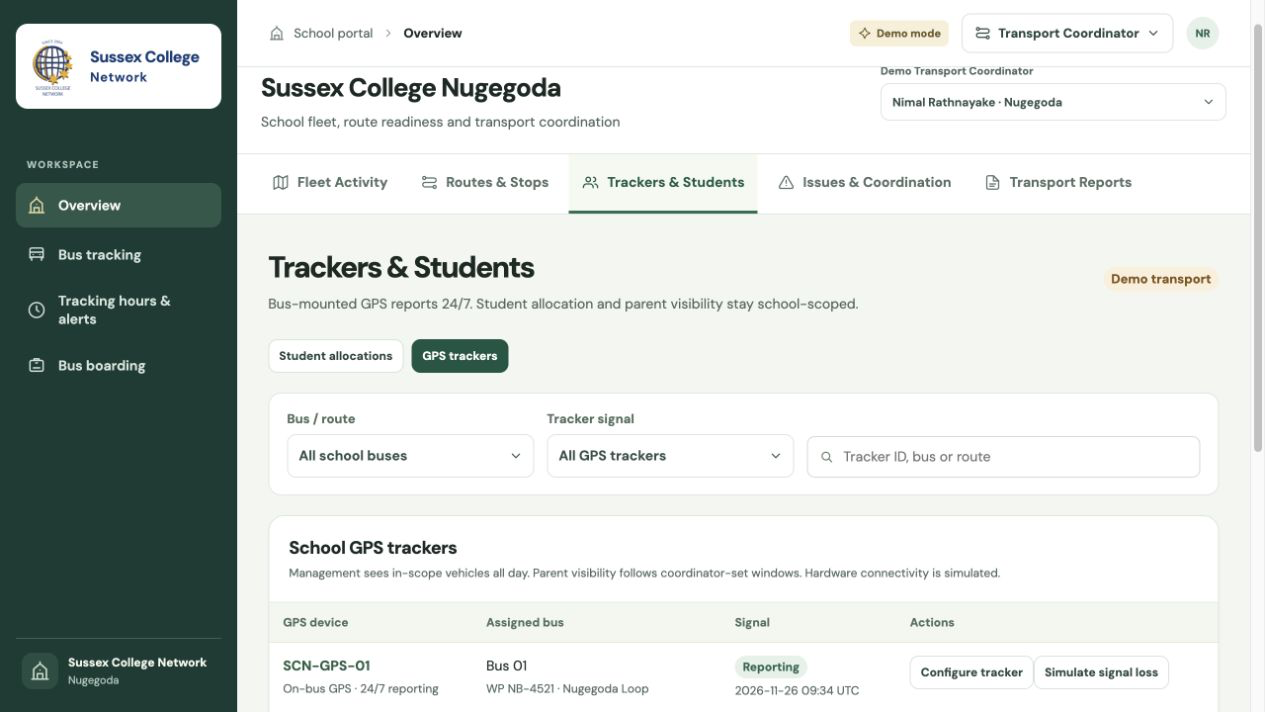 SINCE 1984
SUSSEX COLLEGE
NETWORK
Sussex College
Network
WORKSPACE
Overview
Bus tracking
Tracking hours &
alerts
Bus boarding
Sussex College Network
Nugegoda
School portal > Overview
Demo mode
Transport Coordinator
NR
Sussex College Nugegoda
School fleet, route readiness and transport coordination
Demo Transport Coordinator
Nimal Rathnayake · Nugegoda
Fleet Activity
Routes & Stops
Trackers & Students
Issues & Coordination
Transport Reports
Trackers & Students
Bus-mounted GPS reports 24/7. Student allocation and parent visibility stay school-scoped.
Demo transport
Student allocations
GPS trackers
Bus / route
Tracker signal
All school buses
All GPS trackers
Tracker ID, bus or route
School GPS trackers
Management sees in-scope vehicles all day. Parent visibility follows coordinator-set windows. Hardware connectivity is simulated.
GPS device Assigned bus Signal Actions
SCN-GPS-01 Bus 01 Reporting Configure tracker Simulate signal loss
On-bus GPS · 24/7 reporting WP NB-4521 · Nugegoda Loop 2026-11-26 09:34 UTC